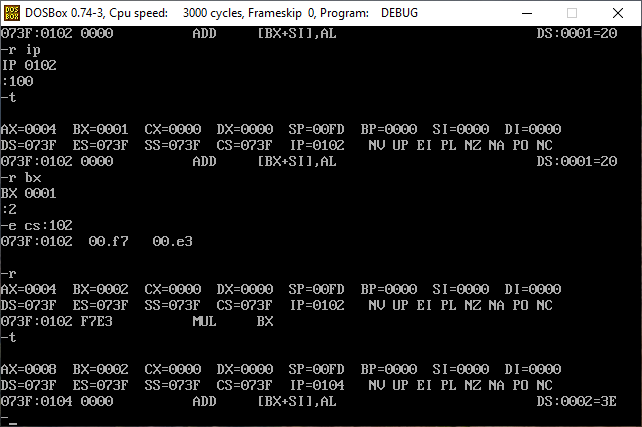 DOSBox 0.74-3, Cpu speed:    3000 cycles, Frameskip  0, Program:    DEBUG
073F:0102 0000          ADD     [BX+SI],AL                         DS:0001=20
-r ip
IP 0102
:100
-t
AX=0004  BX=0001  CX=0000  DX=0000  SP=00FD  BP=0000  SI=0000  DI=0000
DS=073F  ES=073F  SS=073F  CS=073F  IP=0102   NV UP EI PL NZ NA PO NC
073F:0102 0000          ADD     [BX+SI],AL                         DS:0001=20
-r bx
BX 0001
:2
-e cs:102
073F:0102  00.f7   00.e3
-r
AX=0004  BX=0002  CX=0000  DX=0000  SP=00FD  BP=0000  SI=0000  DI=0000
DS=073F  ES=073F  SS=073F  CS=073F  IP=0102   NV UP EI PL NZ NA PO NC
073F:0102 F7E3          MUL     BX
-t
AX=0008  BX=0002  CX=0000  DX=0000  SP=00FD  BP=0000  SI=0000  DI=0000
DS=073F  ES=073F  SS=073F  CS=073F  IP=0104   NV UP EI PL NZ NA PO NC
073F:0104 0000          ADD     [BX+SI],AL                         DS:0002=3E
-_